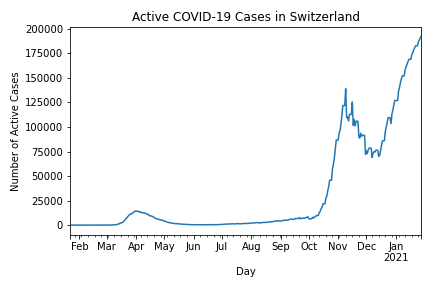 Active COVID-19 Cases in Switzerland
200000
175000
150000
125000
100000
75000
50000
25000
0
Number of Active Cases
Feb Mar Apr May Jun Jul Aug Sep Oct Nov Dec Jan
2021
Day